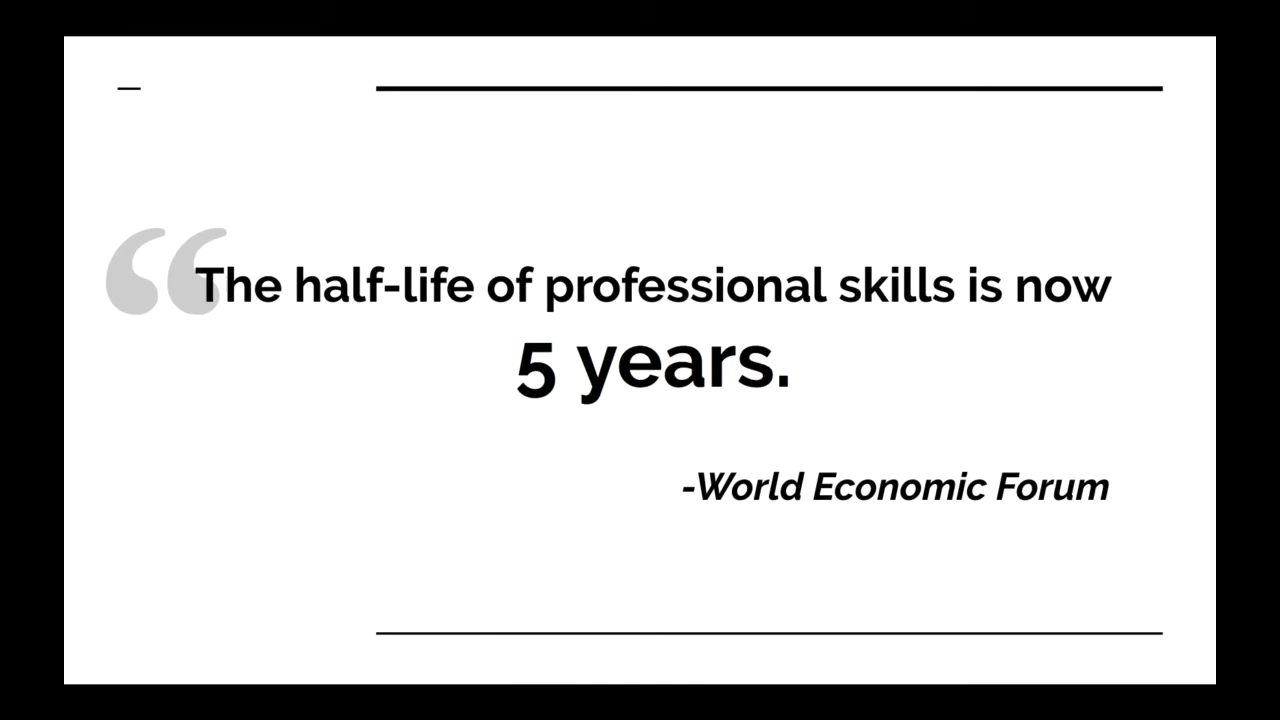 “The half-life of professional skills is now
5 years.
-World Economic Forum